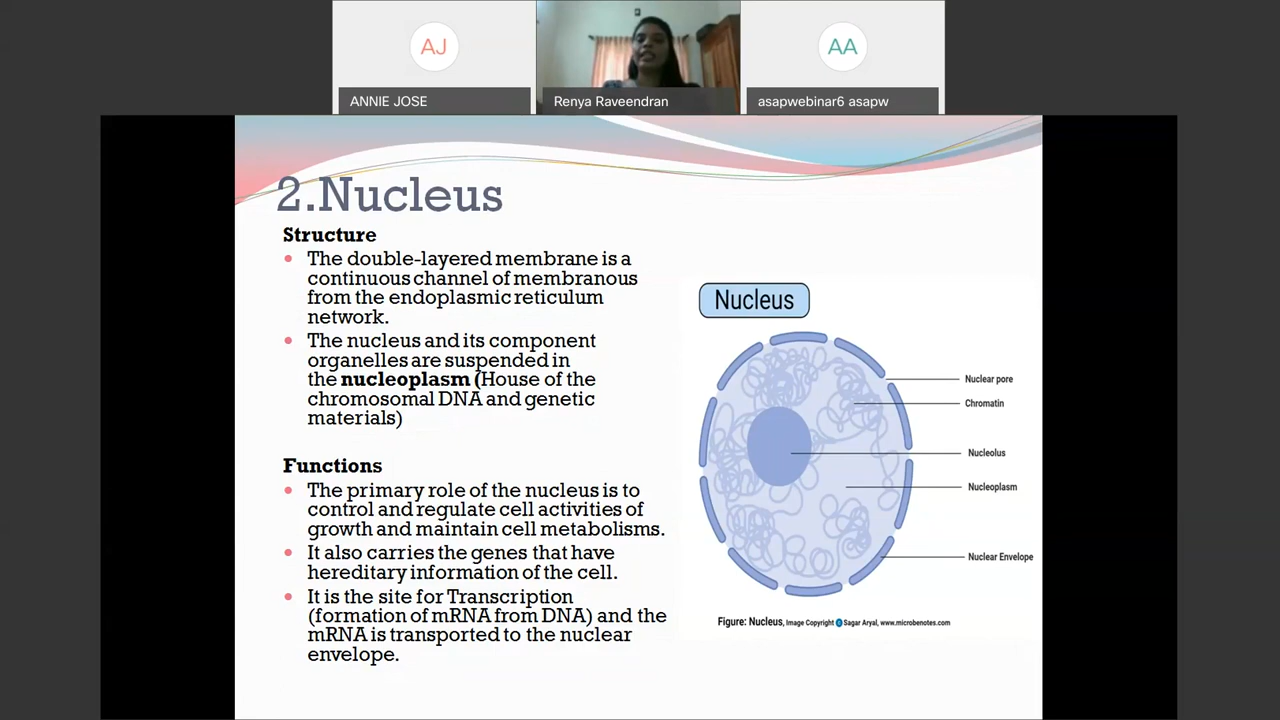 AJ
AA
ANNIE JOSE
Renya Raveendran
asapwebinar6 asapw
2.Nucleus
Structure
• The double-layered membrane is a
continuous channel of membranous
from the endoplasmic reticulum
network.
• The nucleus and its component
organelles are suspended in
the nucleoplasm (House of the
chromosomal DNA and genetic
materials)
Functions
• The primary role of the nucleus is to
control and regulate cell activities of
growth and maintain cell metabolisms.
• It also carries the genes that have
hereditary information of the cell.
• It is the site for Transcription
(formation of mRNA from DNA) and the
mRNA is transported to the nuclear
envelope.
Nucleus
Nuclear pore
Chromatin
Nucleolus
Nucleoplasm
Nuclear Envelope
Figure: Nucleus, Image Copyright Sagar Aryal, www.microbenotes.com